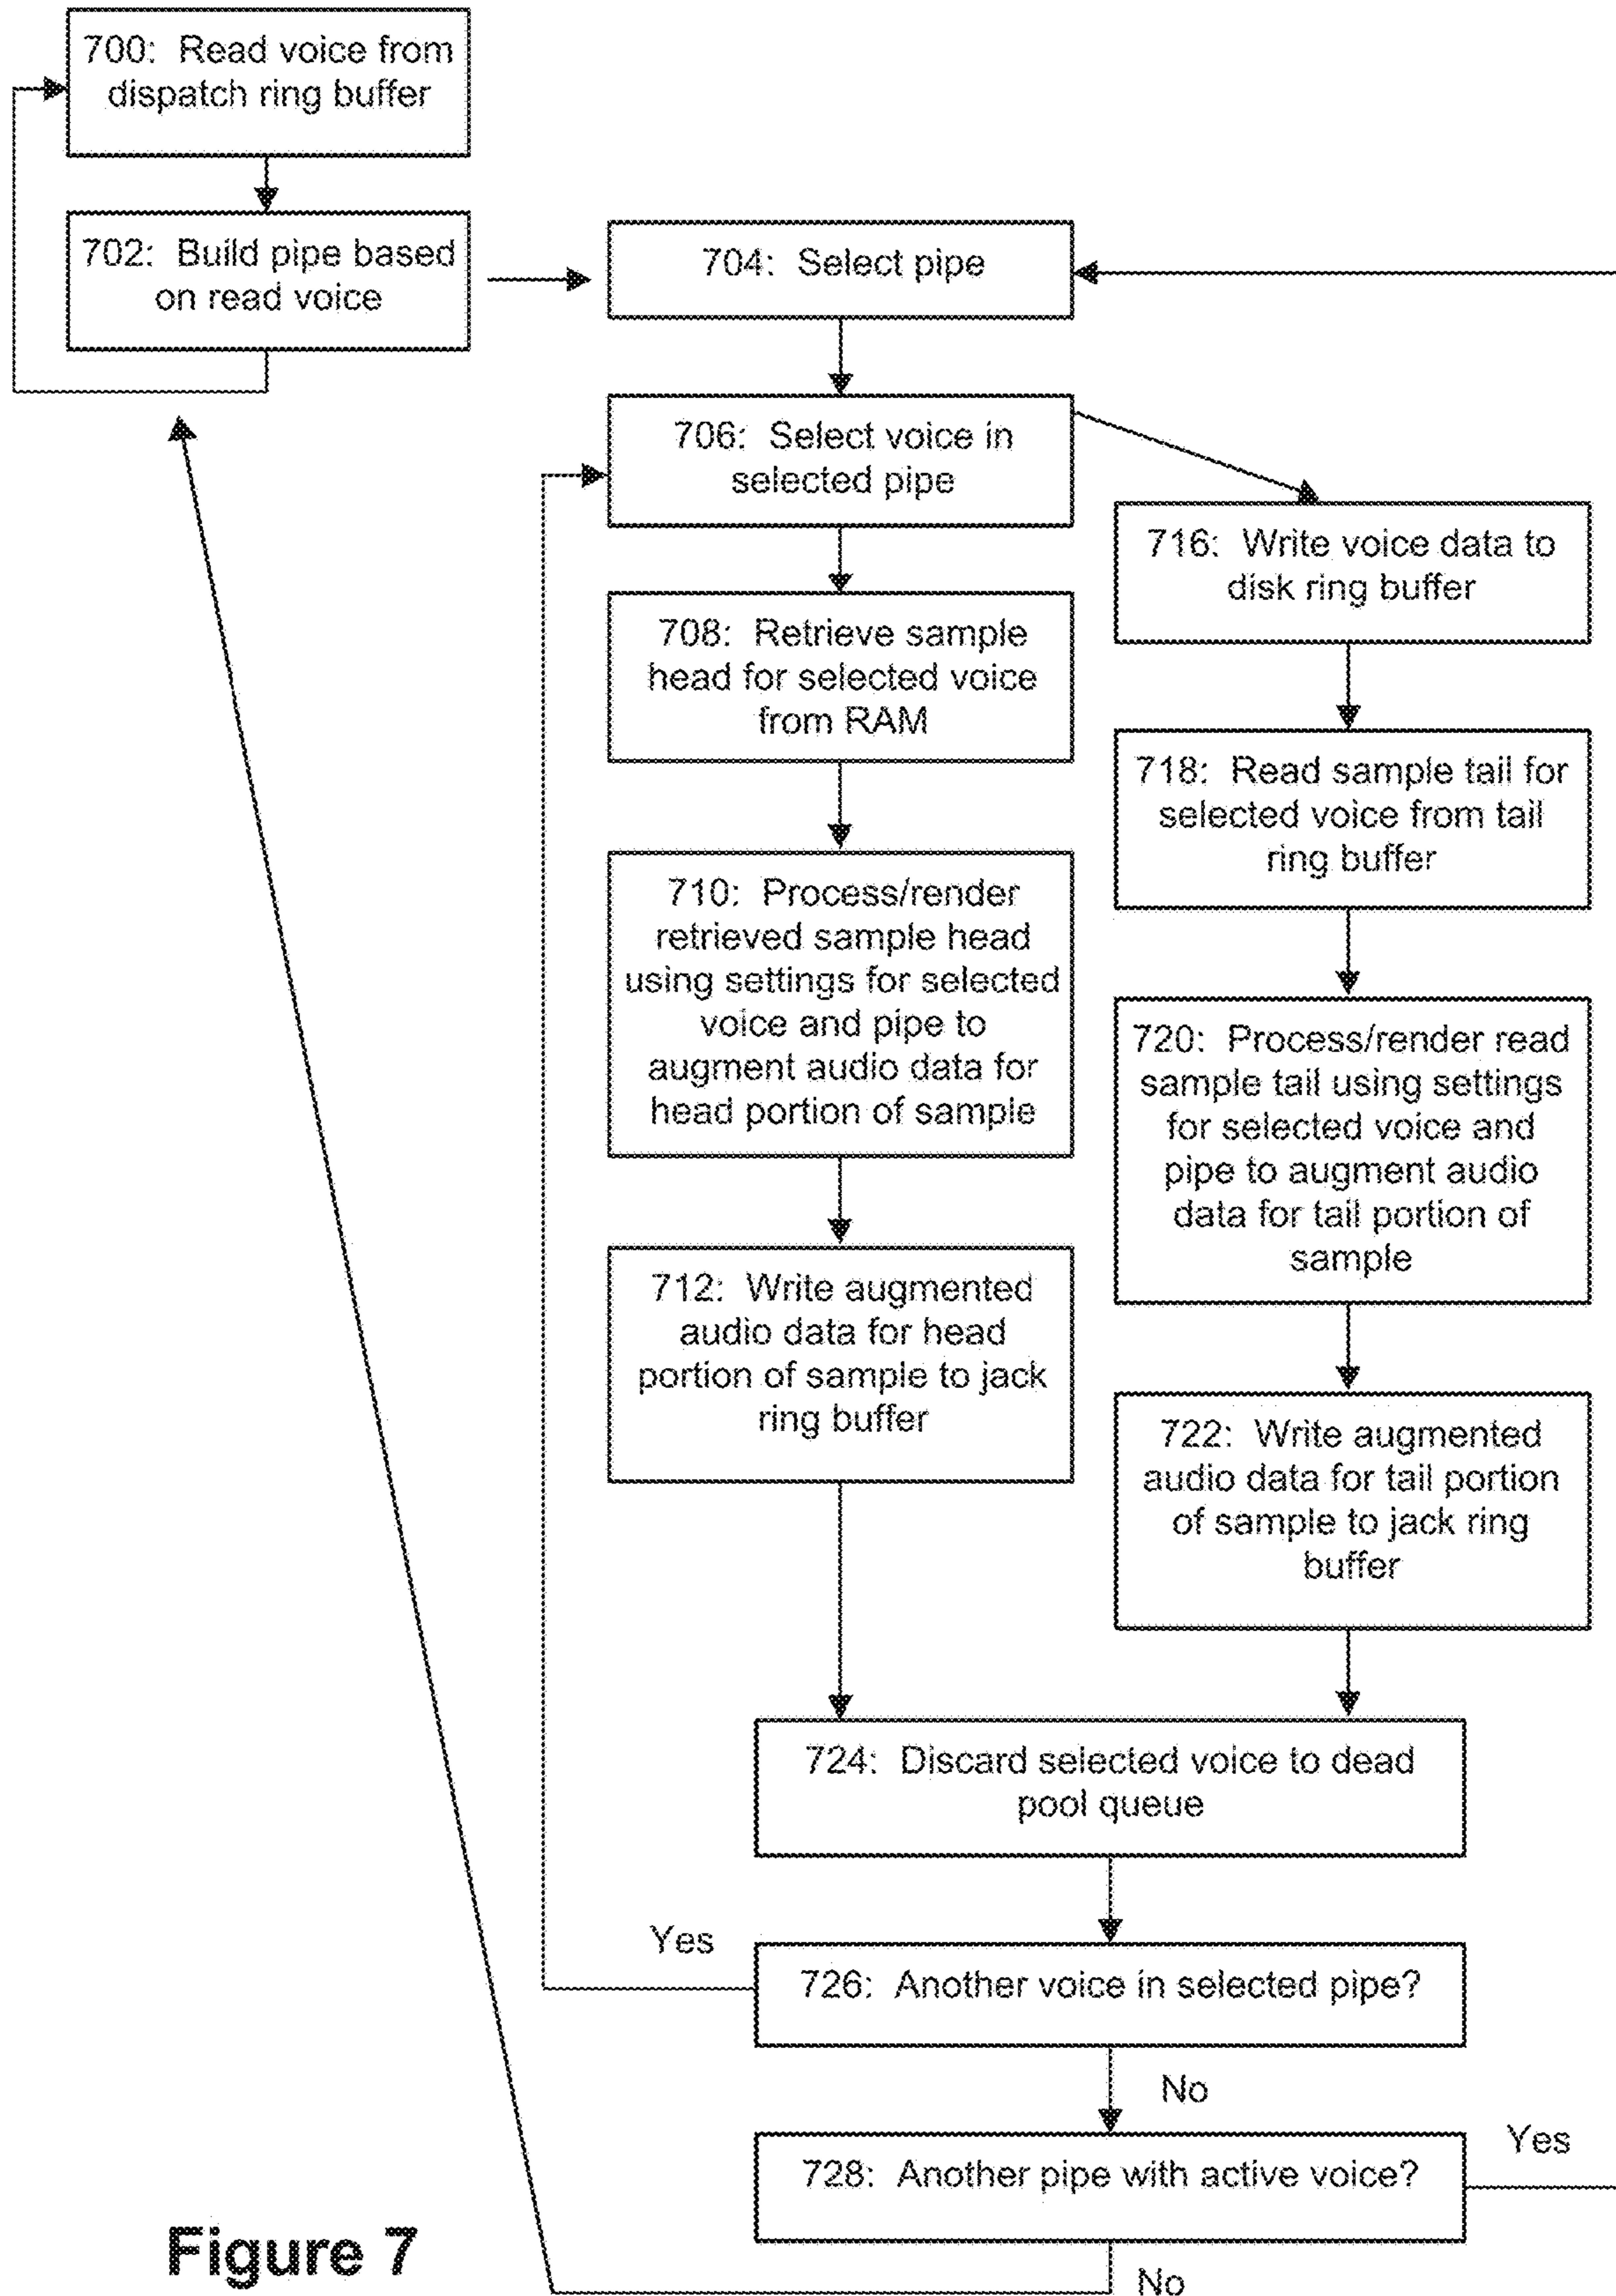 700: Read voice from
dispatch ring buffer
702: Build pipe based
on read voice
704: Select pipe
706: Select voice in
selected pipe
708: Retrieve sample
head for selected voice
from RAM
710: Process/render
retrieved sample head
using settings for selected
voice and pipe to
augment audio data for
head portion of sample
712: Write augmented
audio data for head
portion of sample to jack
ring buffer
716: Write voice data to
disk ring buffer
718: Read sample tail for
selected voice from tail
ring buffer
720: Process/render read
sample tail using settings
for selected voice and
pipe to augment audio
data for tail portion of
sample
722: Write augmented
audio data for tail portion
of sample to jack ring
buffer
724: Discard selected voice to dead
pool queue
Yes
726: Another voice in selected pipe?
No
728: Another pipe with active voice?
Yes
No
Figure 7